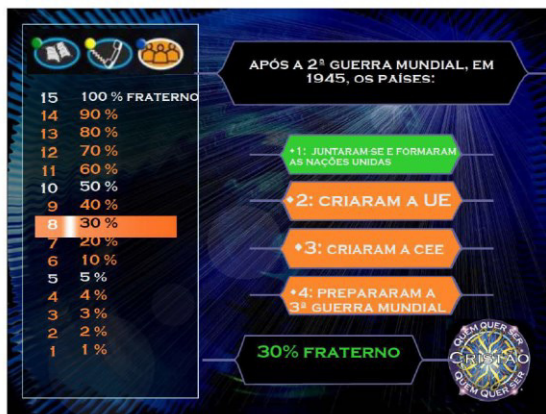 APÓS A 2ª GUERRA MUNDIAL, EM
1945, OS PAÍSES:
15 100 % FRATERNO
14 90 %
13 80 %
12 70 %
11 60 %
10 50 %
9 40 %
8 30 %
7 20 %
6 10 %
5 5 %
4 4 %
3 3 %
2 2 %
1 1 %
•1: JUNTARAM-SE E FORMARAM
AS NAÇÕES UNIDAS
•2: CRIARAM A UE
•3: CRIARAM A CEE
•4: PREPARARAM A
3ª GUERRA MUNDIAL
30% FRATERNO
QUEM QUER SER
CRISTÃO
QUEM QUER SER